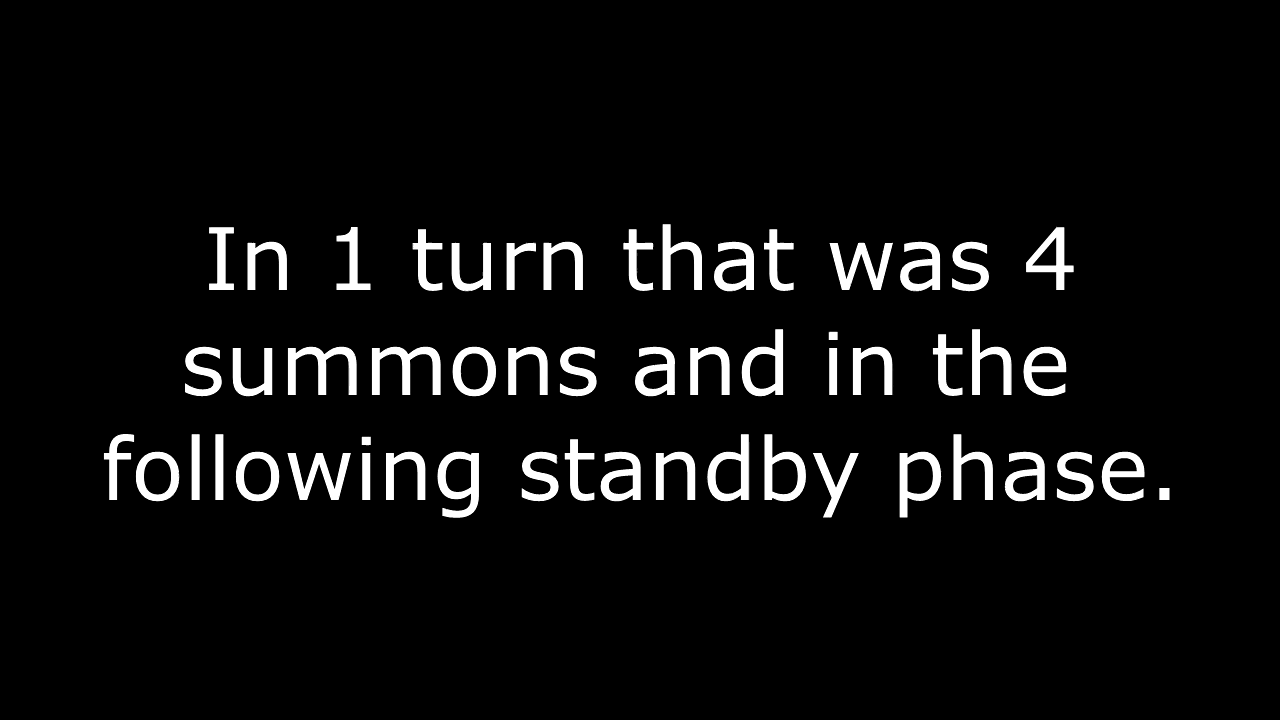 In 1 turn that was 4
summons and in the
following standby phase.